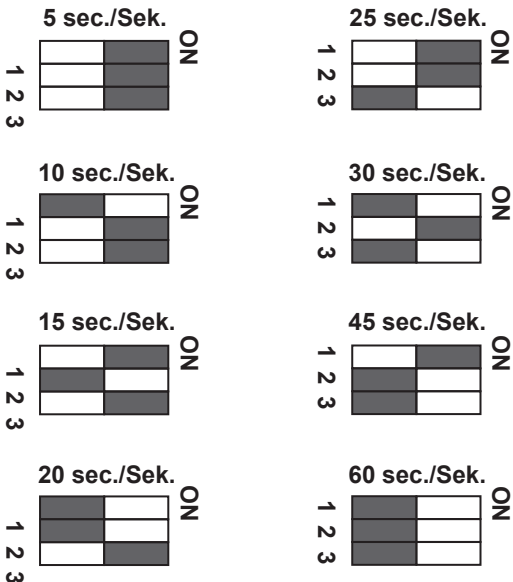 5 sec./Sek.
ON
1
2
3
25 sec./Sek.
ON
1
2
3
10 sec./Sek.
ON
1
2
3
30 sec./Sek.
ON
1
2
3
15 sec./Sek.
ON
1
2
3
45 sec./Sek.
ON
1
2
3
20 sec./Sek.
ON
1
2
3
60 sec./Sek.
ON
1
2
3